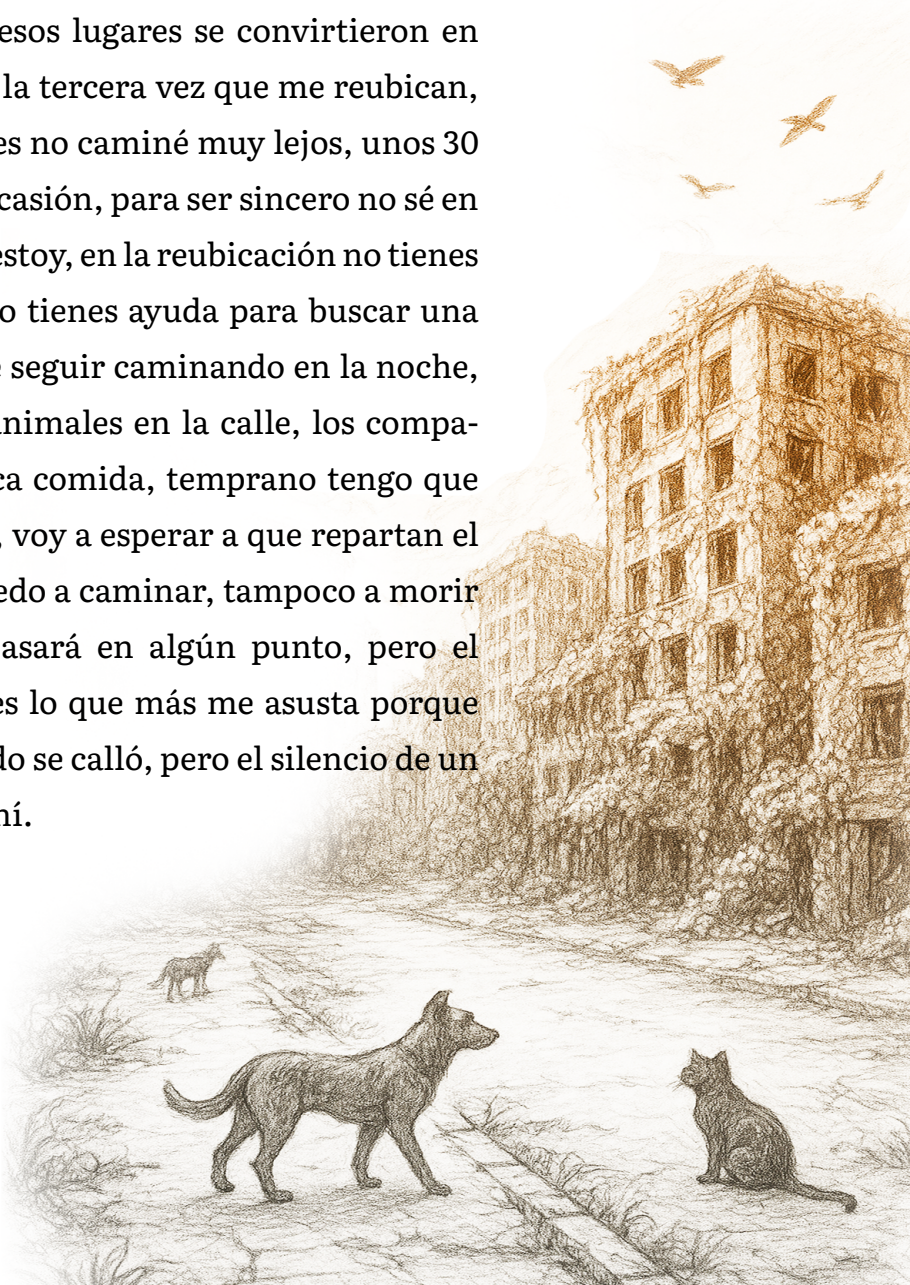 esos lugares se convirtieron en
la tercera vez que me reubican,
es no caminé muy lejos, unos 30
casión, para ser sincero no sé en
estoy, en la reubicación no tienes
o tienes ayuda para buscar una
e seguir caminando en la noche,
nimales en la calle, los compa-
ca comida, temprano tengo que
, voy a esperar a que repartan el
edo a caminar, tampoco a morir
asará en algún punto, pero el
es lo que más me asusta porque
do se calló, pero el silencio de un
mí.